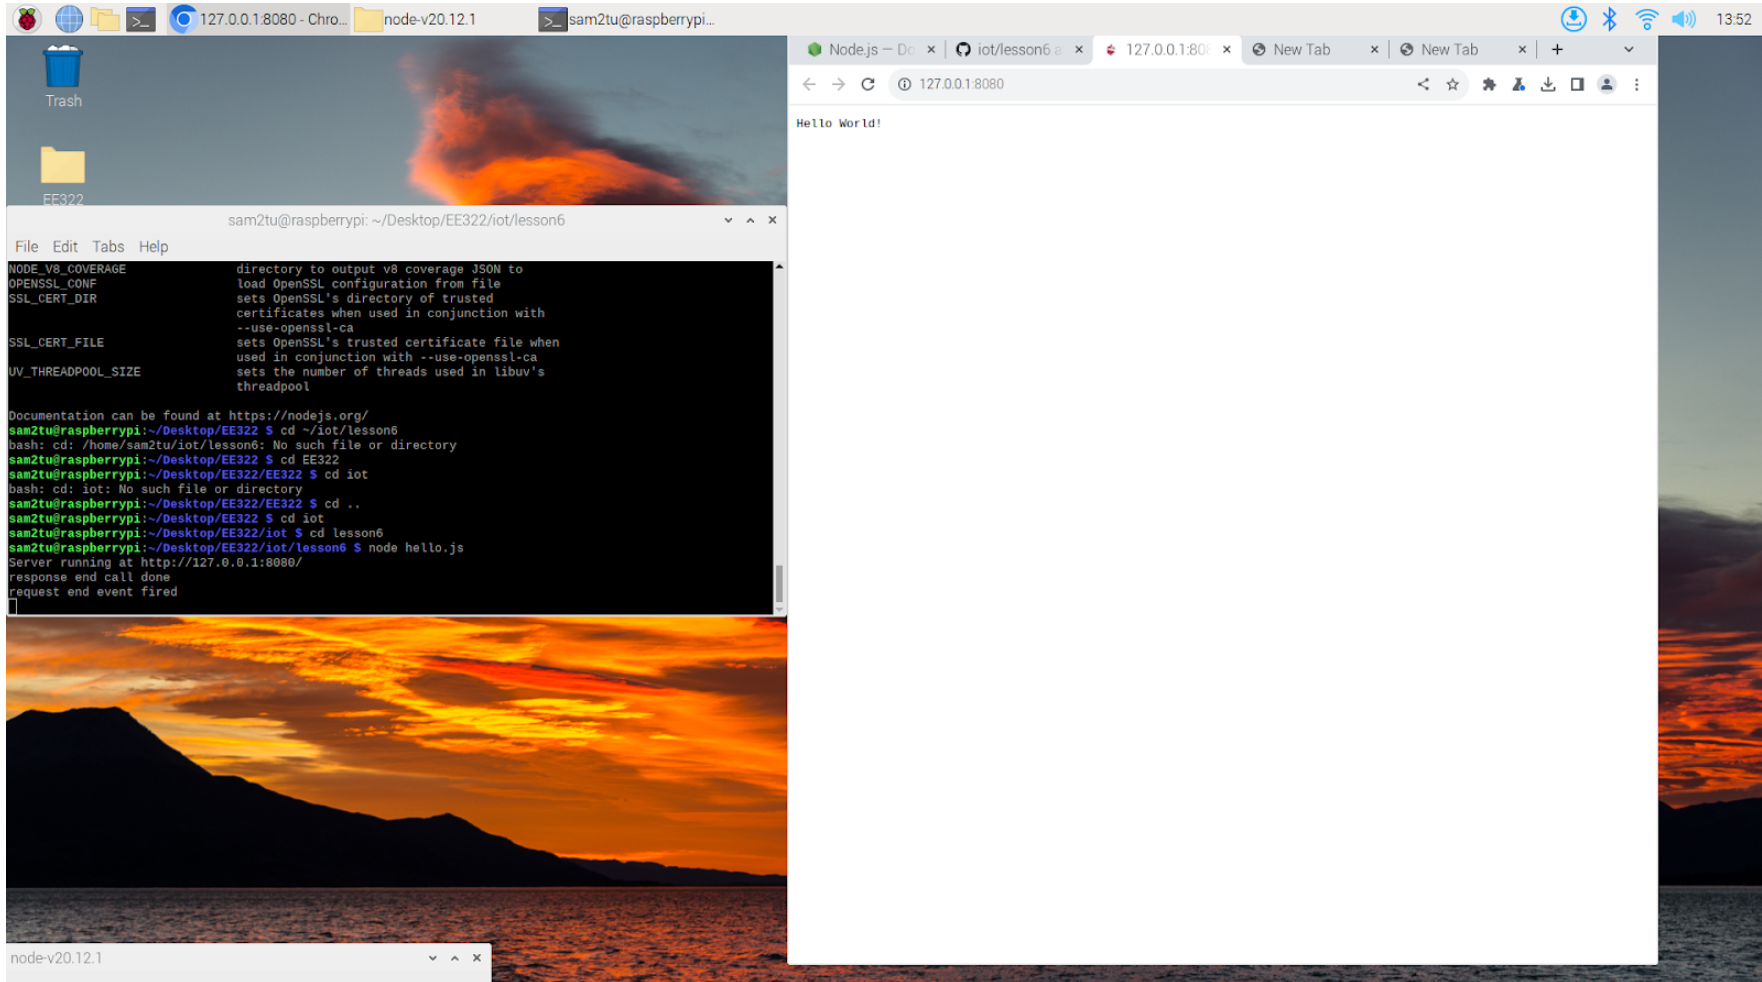 127.0.0.1:8080 - Chro...
node-v20.12.1
sam2tu@raspberrypi...
13:52
Trash
EE322
Node.js — Do
iot/lesson6 a
127.0.0.1:808
New Tab
New Tab
127.0.0.1:8080
Hello World!
sam2tu@raspberrypi: ~/Desktop/EE322/iot/lesson6
File Edit Tabs Help
NODE_V8_COVERAGE directory to output v8 coverage JSON to
OPENSSL_CONF load OpenSSL configuration from file
SSL_CERT_DIR sets OpenSSL's directory of trusted
certificates when used in conjunction with
--use-openssl-ca
SSL_CERT_FILE sets OpenSSL's trusted certificate file when
used in conjunction with --use-openssl-ca
UV_THREADPOOL_SIZE sets the number of threads used in libuv's
threadpool
Documentation can be found at https://nodejs.org/
sam2tu@raspberrypi:~/Desktop/EE322 $ cd ~/iot/lesson6
bash: cd: /home/sam2tu/iot/lesson6: No such file or directory
sam2tu@raspberrypi:~/Desktop/EE322 $ cd EE322
sam2tu@raspberrypi:~/Desktop/EE322/EE322 $ cd iot
bash: cd: iot: No such file or directory
sam2tu@raspberrypi:~/Desktop/EE322/EE322 $ cd ..
sam2tu@raspberrypi:~/Desktop/EE322 $ cd iot
sam2tu@raspberrypi:~/Desktop/EE322/iot $ cd lesson6
sam2tu@raspberrypi:~/Desktop/EE322/iot/lesson6 $ node hello.js
Server running at http://127.0.0.1:8080/
response end call done
request end event fired
node-v20.12.1